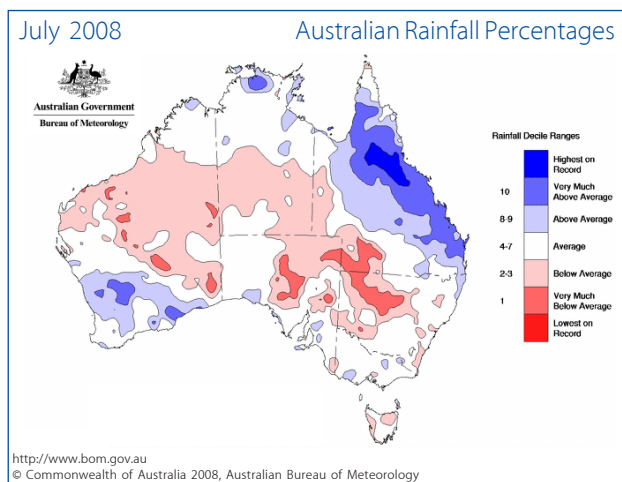 July 2008
Australian Rainfall Percentages
Australian Government
Bureau of Meteorology
Rainfall Decile Ranges
Highest on
Record
10 Very Much
Above Average
8-9 Above Average
4-7 Average
2-3 Below Average
1 Very Much
Below Average
Lowest on
Record
http://www.bom.gov.au
© Commonwealth of Australia 2008, Australian Bureau of Meteorology